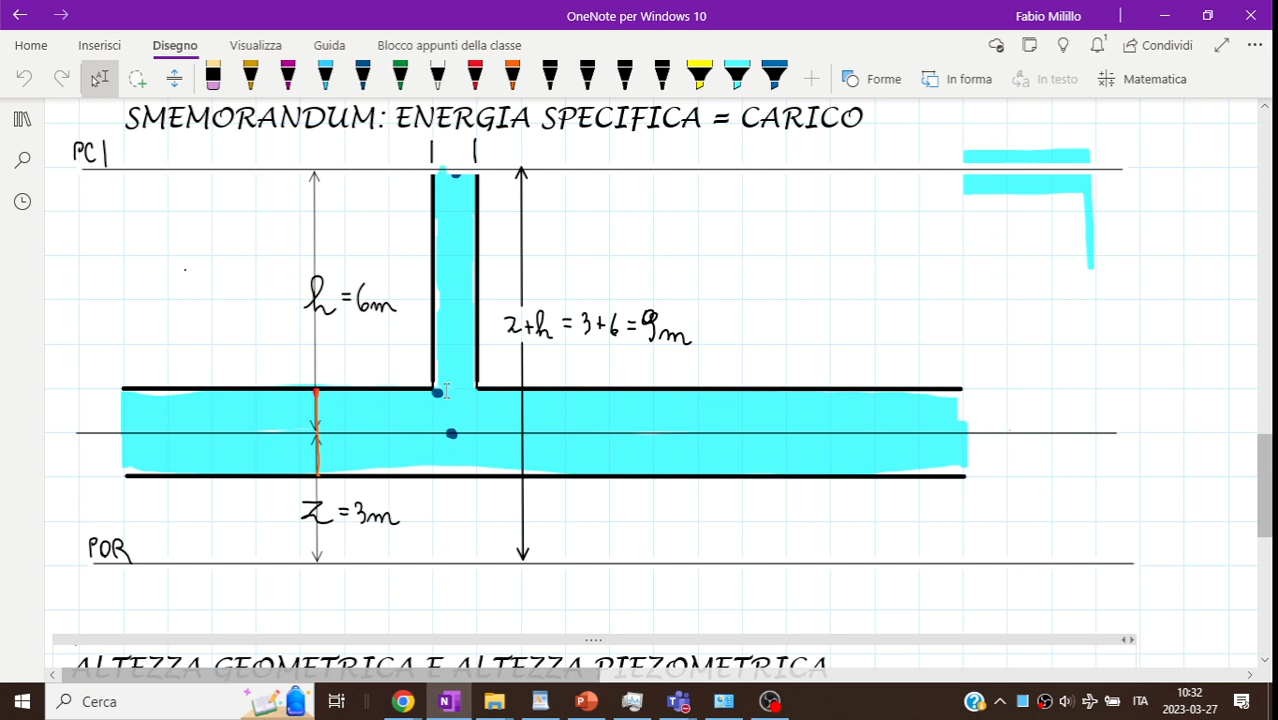 OneNote per Windows 10
Fabio Milillo
Home Inserisci Disegno Visualizza Guida Blocco appunti della classe
Condividi
Forme In forma In testo Matematica
SMEMORANDUM: ENERGIA SPECIFICA = CARICO
PCI
h = 6m
z+h = 3+6 = 9m
Z = 3m
POR
ALTEZZA GEOMETRICA E ALTEZZA PIEZOMETRICA
Cerca
ITA
10:32
2023-03-27